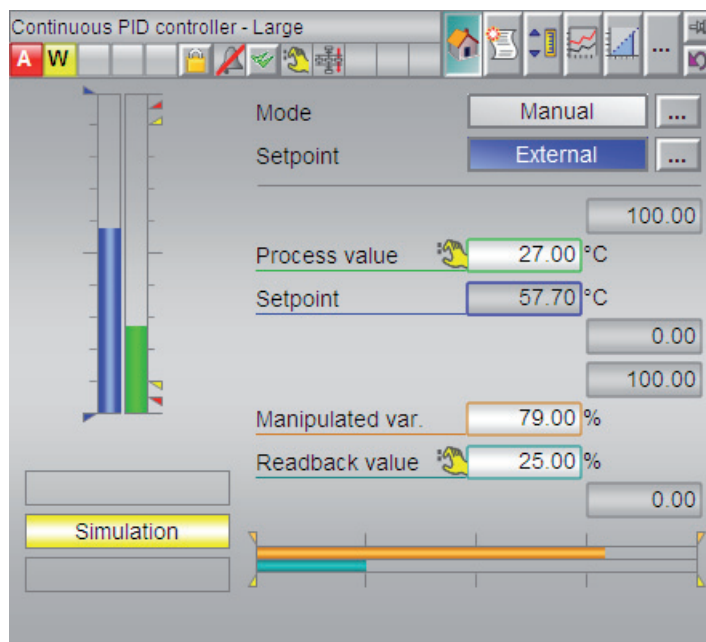 Continuous PID controller - Large
A W
...
Mode Manual ...
Setpoint External ...
100.00
Process value 27.00 °C
Setpoint 57.70 °C
0.00
100.00
Manipulated var. 79.00 %
Readback value 25.00 %
0.00
Simulation